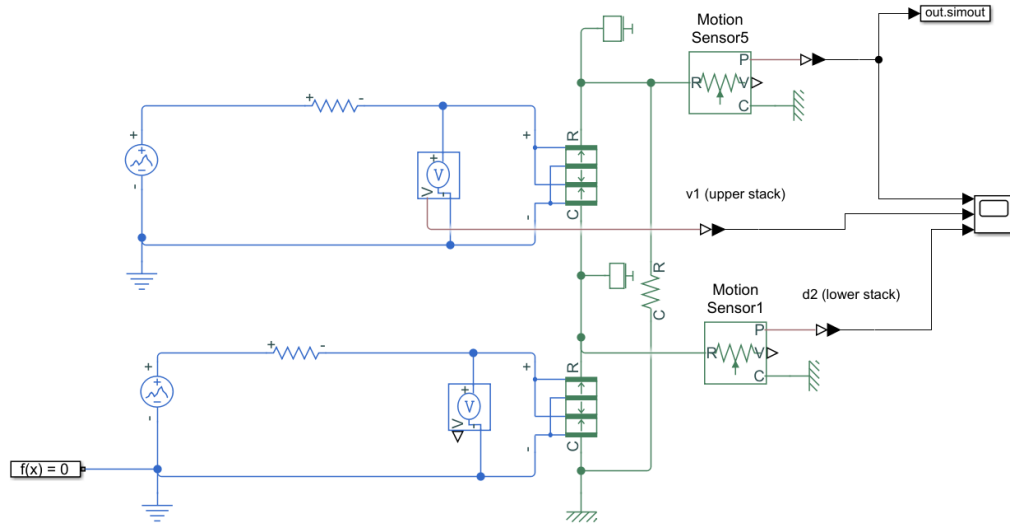 out.simout
Motion
Sensor5
P
R
V
C
+
-
+
-
V
+
V
+
-
R
C
v1 (upper stack)
R
C
Motion
Sensor1
d2 (lower stack)
P
R
V
C
+
-
+
-
V
+
V
+
-
R
C
f(x) = 0